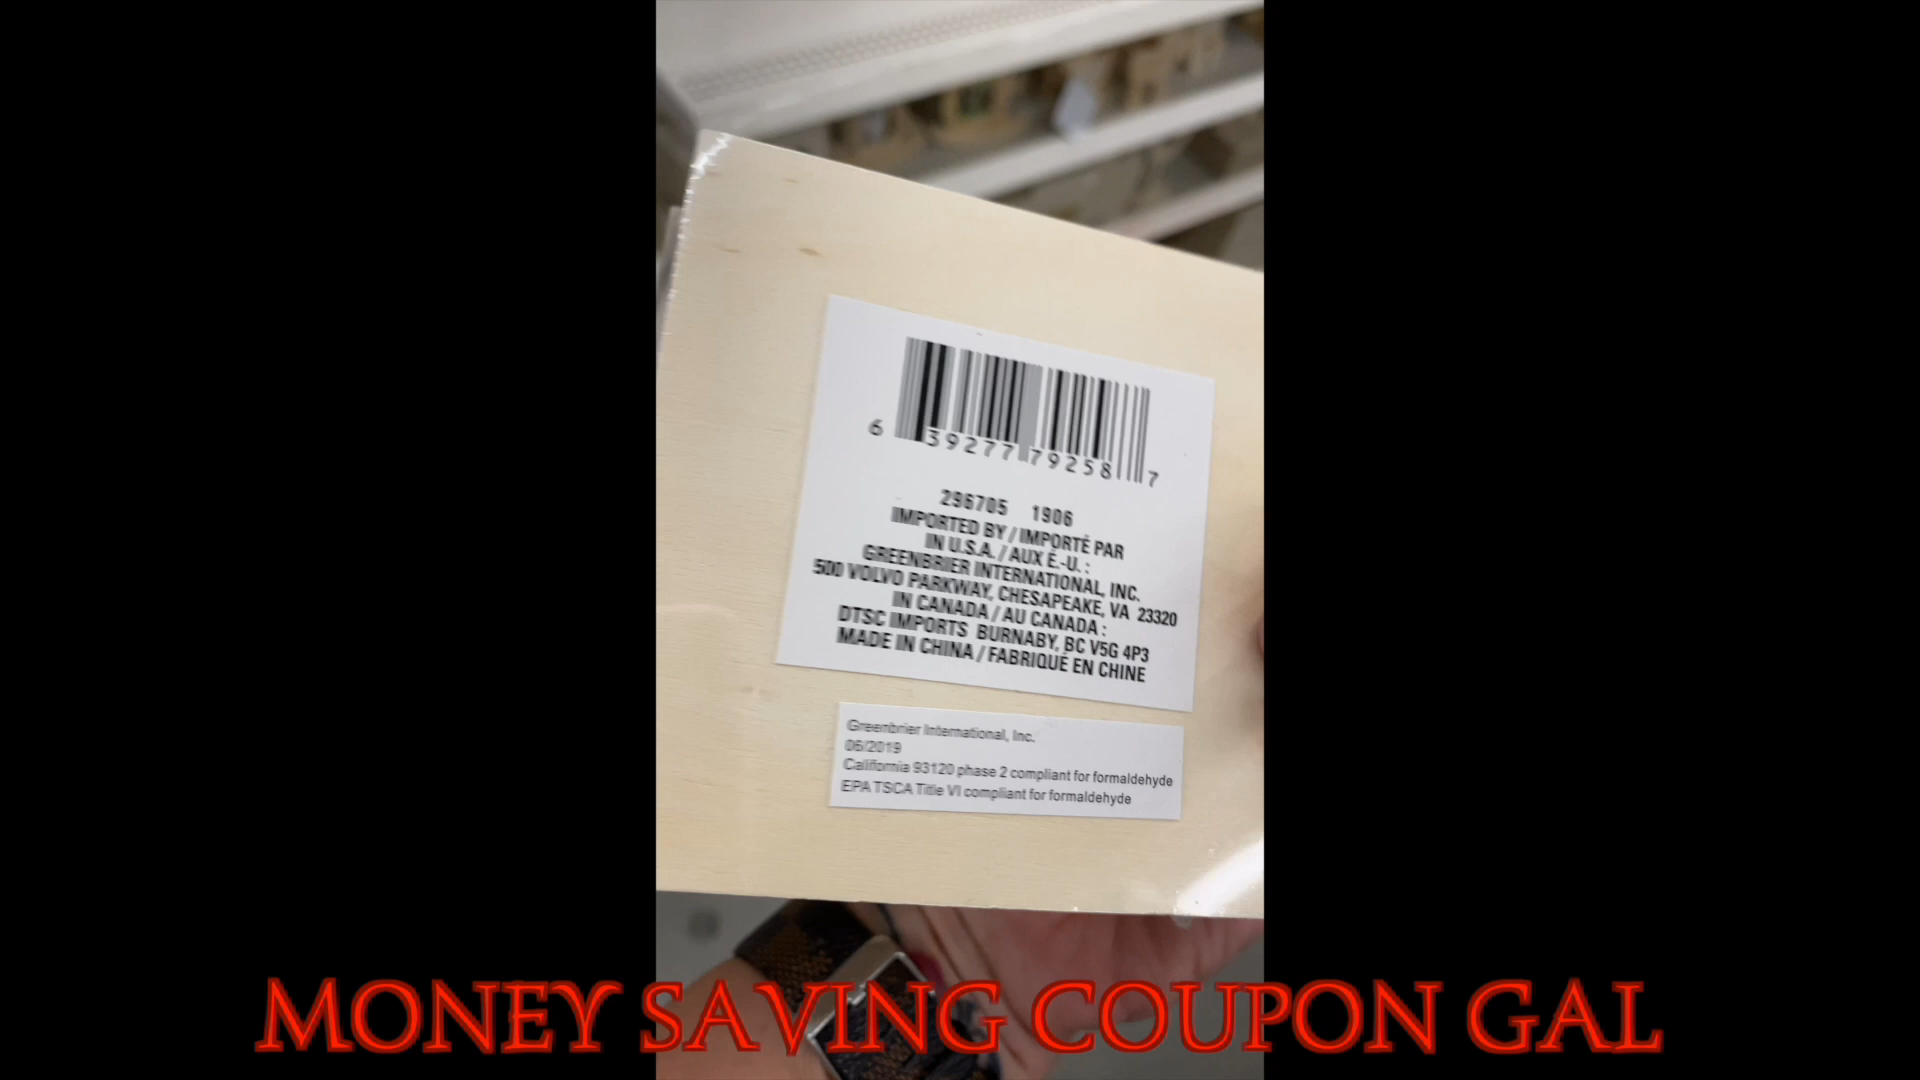 6 39277 79258 7
296705 1906
IMPORTED BY / IMPORTÉ PAR
IN U.S.A. / AUX É.-U. :
GREENBRIER INTERNATIONAL, INC.
500 VOLVO PARKWAY, CHESAPEAKE, VA 23320
IN CANADA / AU CANADA :
DTSC IMPORTS BURNABY, BC V5G 4P3
MADE IN CHINA / FABRIQUÉ EN CHINE
Greenbrier International, Inc.
06/2019
California 93120 phase 2 compliant for formaldehyde
EPA TSCA Title VI compliant for formaldehyde
MONEY SAVING COUPON GAL